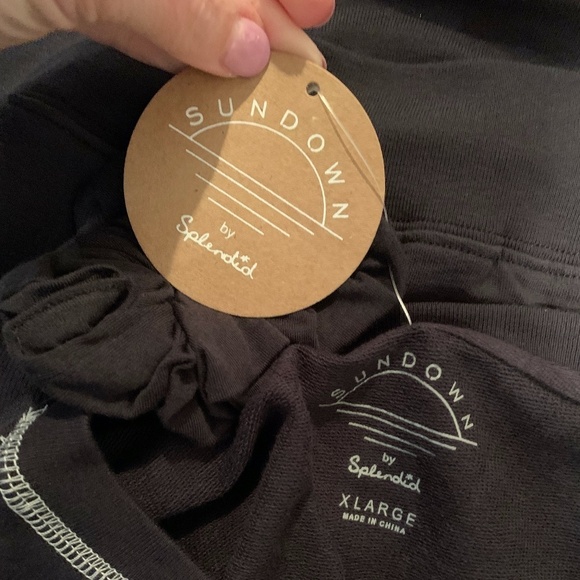 SUNDOWN
by
Splendid
SUNDOWN
by
Splendid
XLARGE
MADE IN CHINA